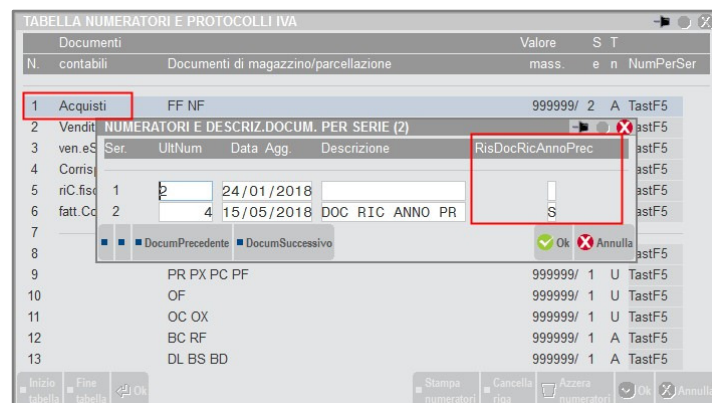 TABELLA NUMERATORI E PROTOCOLLI IVA
Documenti Valore S T
N. contabili Documenti di magazzino/parcellazione mass. e n NumPerSer
1 Acquisti FF NF 999999/ 2 A TastF5
2 Vendit astF5
NUMERATORI E DESCRIZ.DOCUM. PER SERIE (2)
3 ven.eS astF5
Ser. UltNum Data Agg. Descrizione RisDocRicAnnoPrec
4 Corrisp astF5
5 riC.fisc astF5
1 2 24/01/2018
6 fatt.Co astF5
2 4 15/05/2018 DOC RIC ANNO PR S
7
DocumPrecedente DocumSuccessivo Ok Annulla
8 astF5
9 PR PX PC PF 999999/ 1 U TastF5
10 OF 999999/ 1 U TastF5
11 OC OX 999999/ 1 U TastF5
12 BC RF 999999/ 1 A TastF5
13 DL BS BD 999999/ 1 A TastF5
Inizio tabella Fine tabella Ok Stampa numeratori Cancella riga Azzera numeratori Ok Annulla